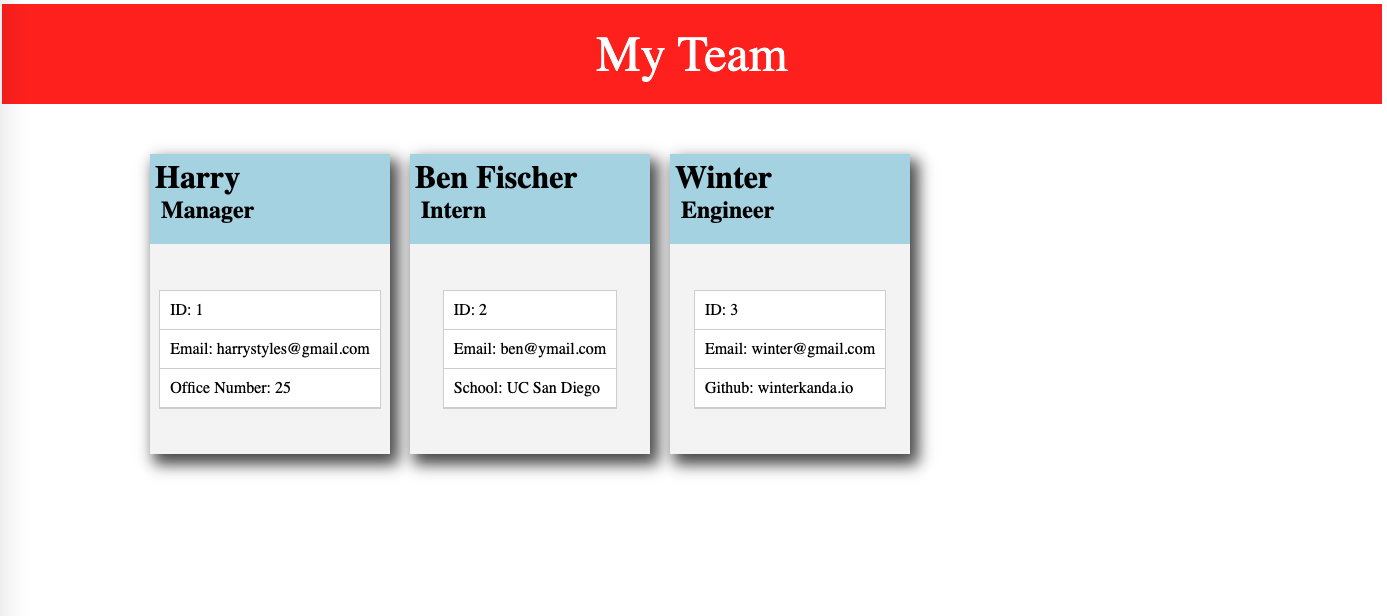 My Team
Harry
Manager
ID: 1
Email: harrystyles@gmail.com
Office Number: 25
Ben Fischer
Intern
ID: 2
Email: ben@ymail.com
School: UC San Diego
Winter
Engineer
ID: 3
Email: winter@gmail.com
Github: winterkanda.io